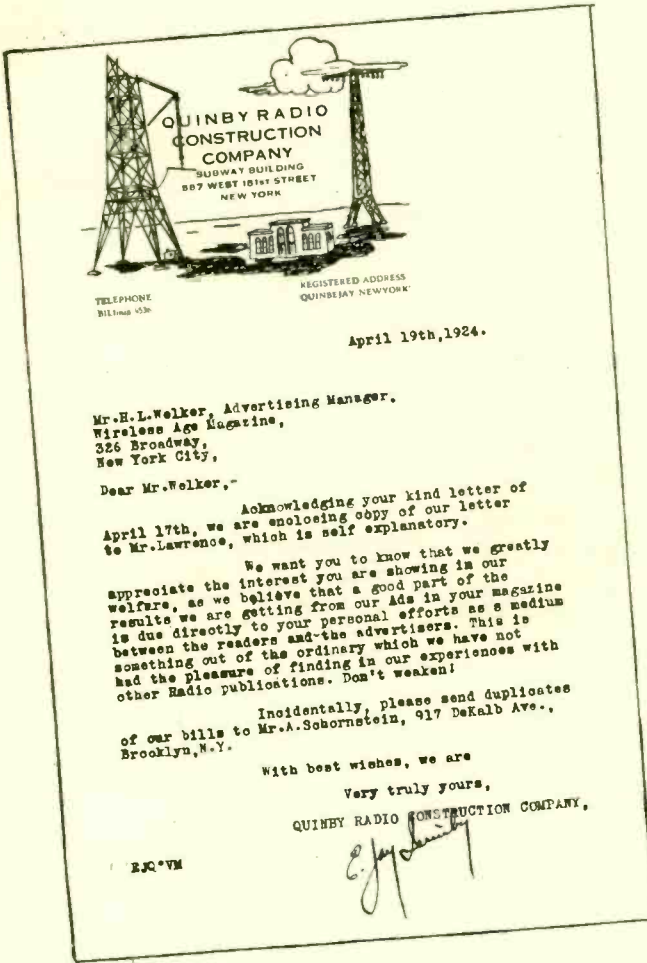 QUINBY RADIO
CONSTRUCTION
COMPANY
SUBWAY BUILDING
587 WEST 181ST STREET
NEW YORK
TELEPHONE
REGISTERED ADDRESS
QUINBEJAY NEWYORK
April 19th,1924.
Mr.H.L.Welker, Advertising Manager,
Wireless Age Magazine,
326 Broadway,
New York City,
Dear Mr.Welker,-
Acknowledging your kind letter of
April 17th, we are enclosing copy of our letter
to Mr.Lawrence, which is self explanatory.
We want you to know that we greatly
appreciate the interest you are showing in our
welfare, as we believe that a good part of the
results we are getting from our Ads in your magazine
is due directly to your personal efforts as a medium
between the readers and the advertisers. This is
something out of the ordinary which we have not
had the pleasure of finding in our experiences with
other Radio publications. Don't weaken!
Incidentally, please send duplicates
of our bills to Mr.A.Schornstein, 917 DeKalb Ave.,
Brooklyn,N.Y.
With best wishes, we are
Very truly yours,
QUINBY RADIO CONSTRUCTION COMPANY,
E. Jay Quinby
EJQ*VM